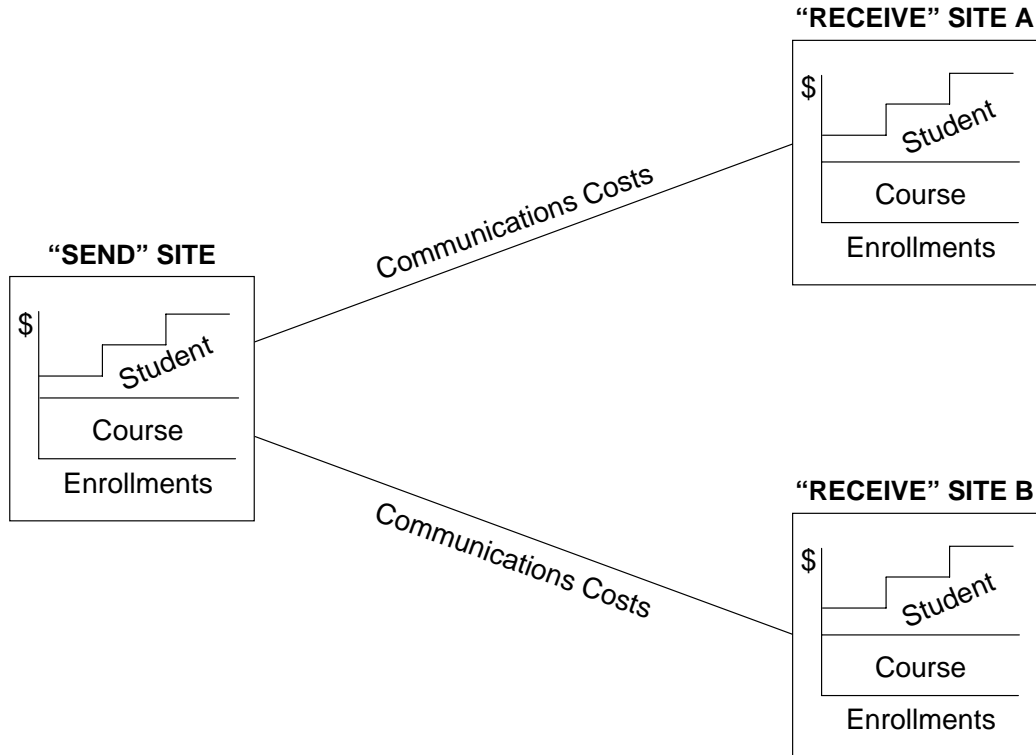 “RECEIVE” SITE A
$
Student
Course
Enrollments
Communications Costs
“SEND” SITE
$
Student
Course
Enrollments
Communications Costs
“RECEIVE” SITE B
$
Student
Course
Enrollments